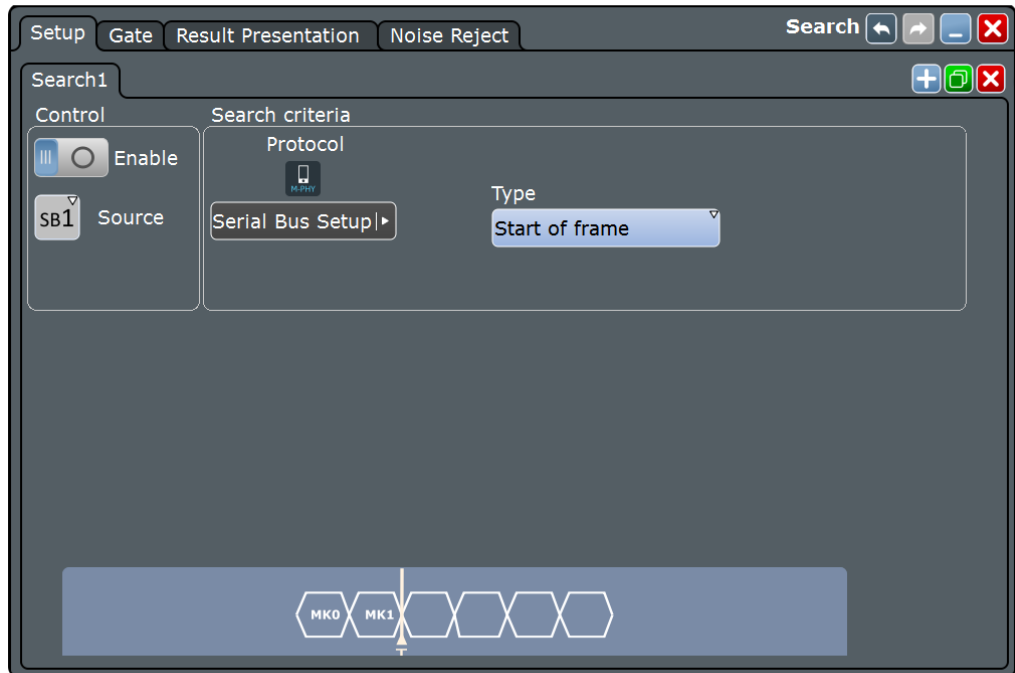 Setup Gate Result Presentation Noise Reject Search
Search1
Control Search criteria
Protocol
Enable
M-PHY
Type
SB1 Source Serial Bus Setup
Start of frame
MK0 MK1
T